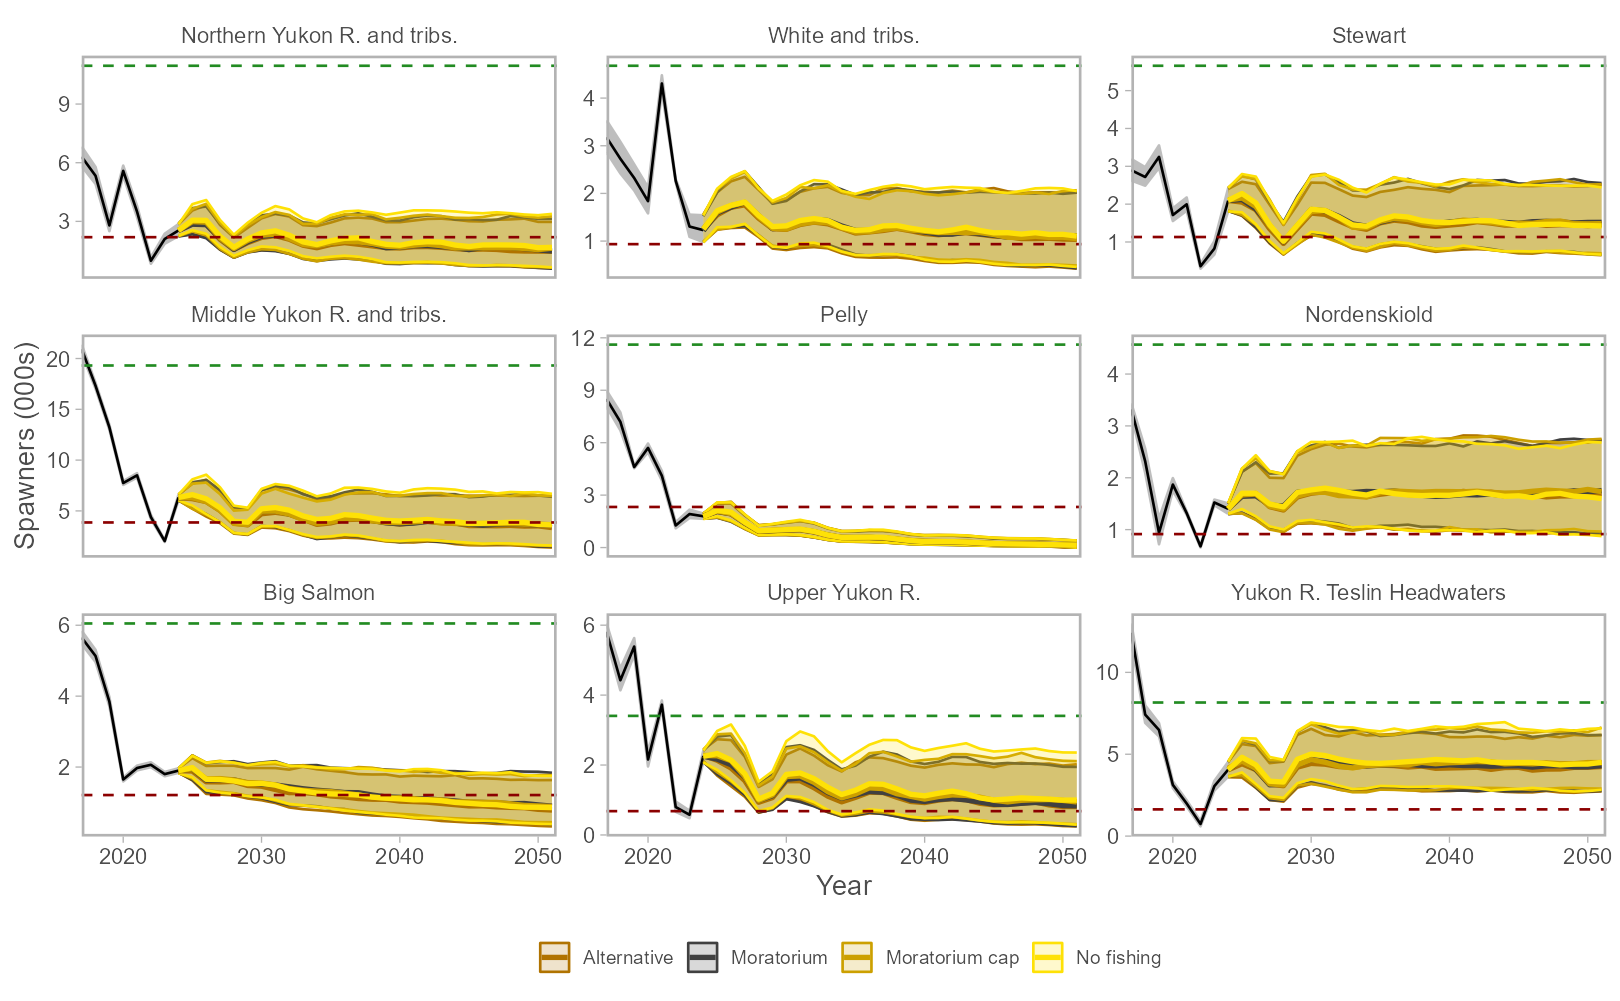 Northern Yukon R. and tribs.
White and tribs.
Stewart
9
6
3
4
3
2
1
5
4
3
2
1
Middle Yukon R. and tribs.
Pelly
Nordenskiold
Spawners (000s)
20
15
10
5
12
9
6
3
0
4
3
2
1
Big Salmon
Upper Yukon R.
Yukon R. Teslin Headwaters
6
4
2
6
4
2
0
10
5
0
2020 2030 2040 2050
2020 2030 2040 2050
2020 2030 2040 2050
Year
Alternative Moratorium Moratorium cap No fishing